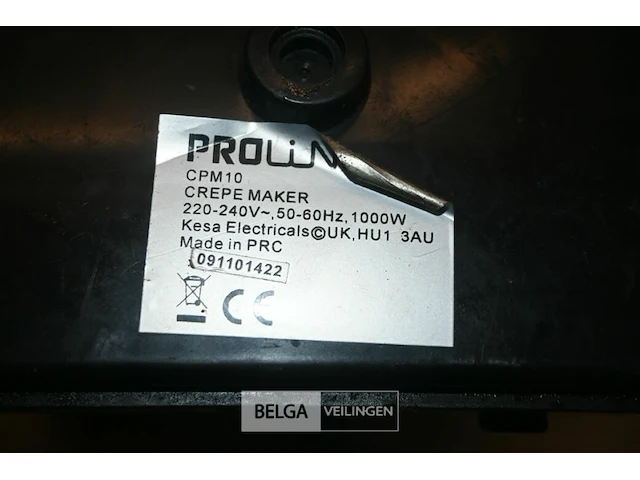 PROLIN
CPM10
CREPE MAKER
220-240V~,50-60Hz,1000W
Kesa Electricals©UK,HU1 3AU
Made in PRC
091101422
CE
BELGA VEILINGEN